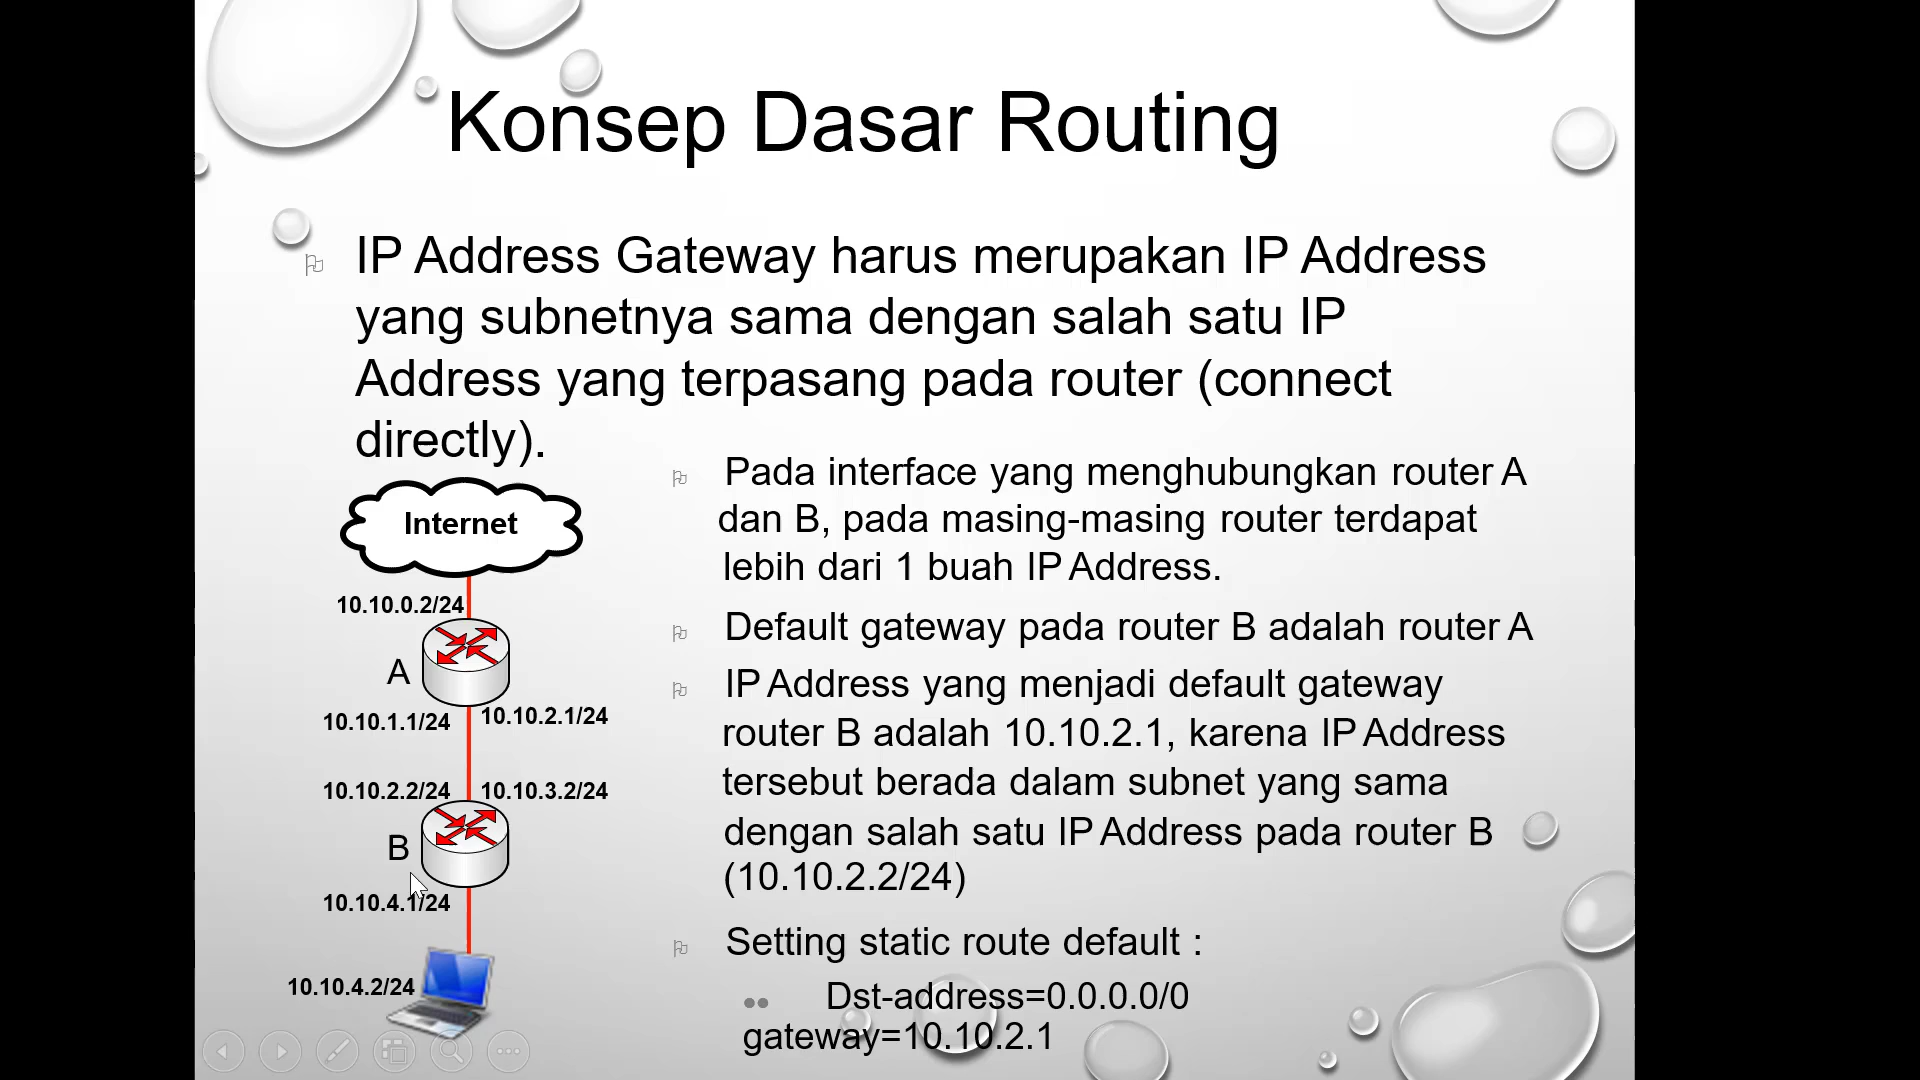 Konsep Dasar Routing
IP Address Gateway harus merupakan IP Address
yang subnetnya sama dengan salah satu IP
Address yang terpasang pada router (connect
directly).
Internet
10.10.0.2/24
A
10.10.1.1/24 10.10.2.1/24
10.10.2.2/24 10.10.3.2/24
B
10.10.4.1/24
10.10.4.2/24
Pada interface yang menghubungkan router A
dan B, pada masing-masing router terdapat
lebih dari 1 buah IP Address.
Default gateway pada router B adalah router A
IP Address yang menjadi default gateway
router B adalah 10.10.2.1, karena IP Address
tersebut berada dalam subnet yang sama
dengan salah satu IP Address pada router B
(10.10.2.2/24)
Setting static route default :
Dst-address=0.0.0.0/0
gateway=10.10.2.1